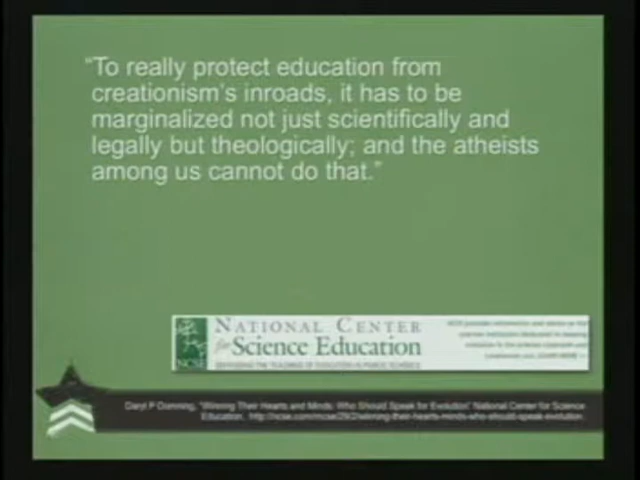 "To really protect education from
creationism's inroads, it has to be
marginalized not just scientifically and
legally but theologically; and the atheists
among us cannot do that."
NATIONAL CENTER
for Science Education
NCSE
DEFENDING THE TEACHING OF EVOLUTION IN PUBLIC SCHOOLS
Daryl P Domning, "Winning Their Hearts and Minds: Who Should Speak for Evolution" National Center for Science
Education.